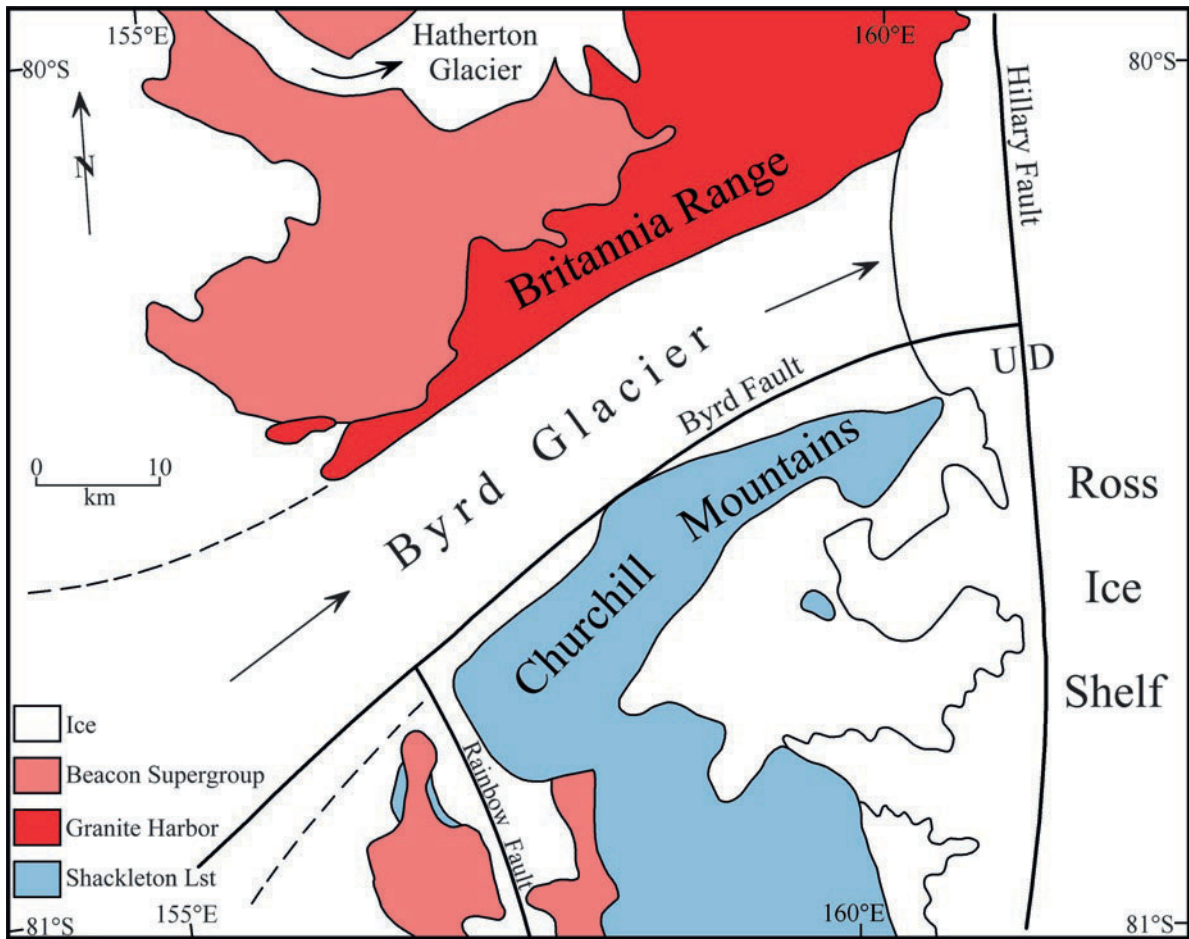 155°E
160°E
80°S
80°S
Hatherton
Glacier
N
Hillary Fault
Britannia Range
U D
Byrd Fault
Byrd Glacier
0 10
km
Churchill Mountains
Ross
Ice
Shelf
Rainbow Fault
Ice
Beacon Supergroup
Granite Harbor
Shackleton Lst
155°E
160°E
81°S
81°S